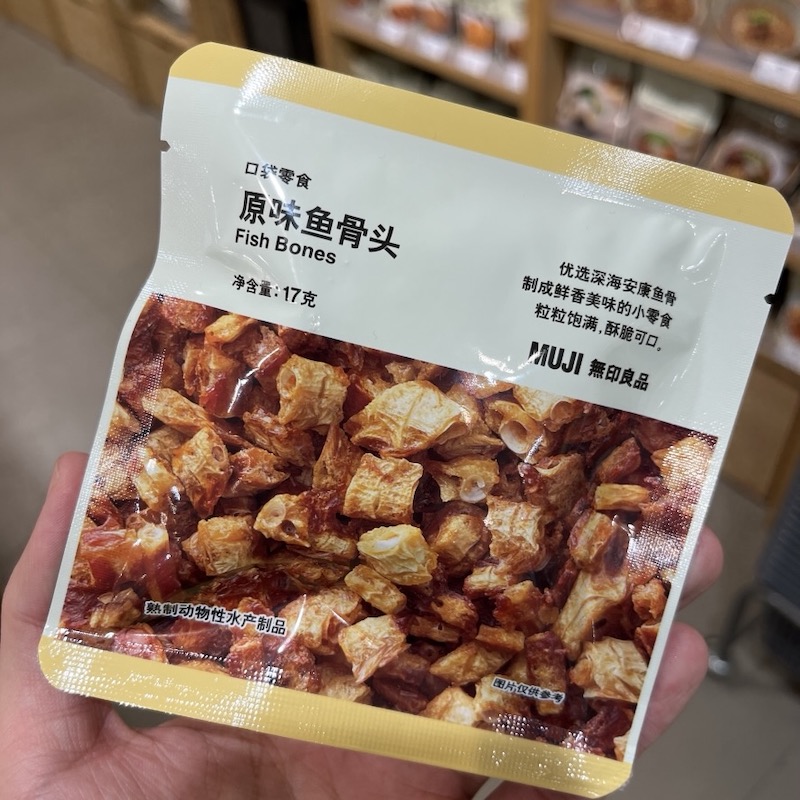 口袋零食
原味鱼骨头
Fish Bones
净含量:17克
优选深海安康鱼骨
制成鲜香美味的小零食
粒粒饱满,酥脆可口。
MUJI 無印良品
熟制动物性水产制品
图片仅供参考